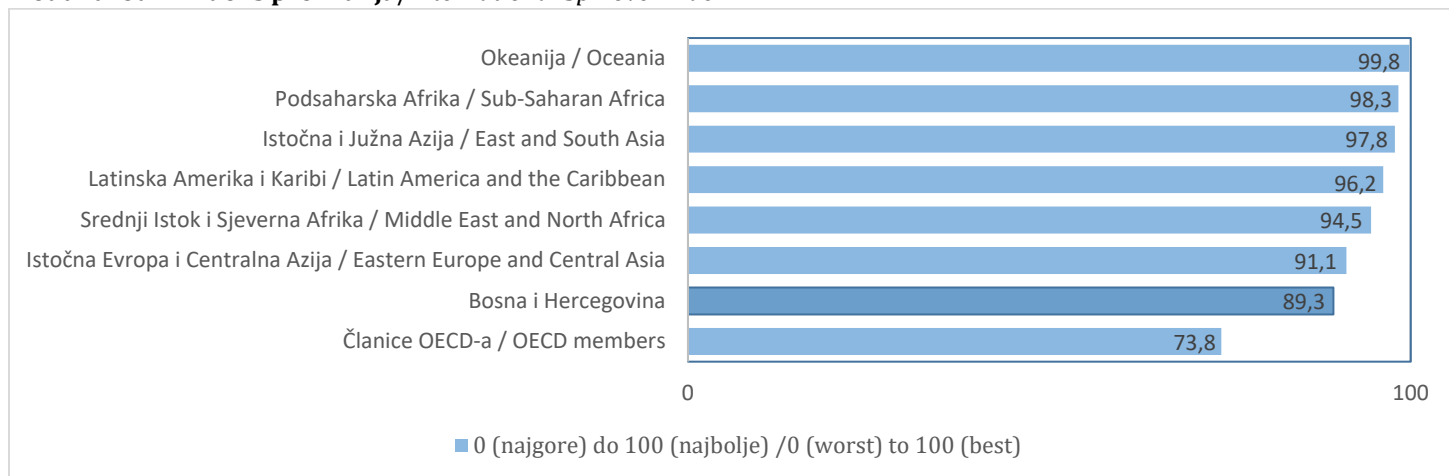 Okeanija / Oceania 99,8
Podsaharska Afrika / Sub-Saharan Africa 98,3
Istočna i Južna Azija / East and South Asia 97,8
Latinska Amerika i Karibi / Latin America and the Caribbean 96,2
Srednji Istok i Sjeverna Afrika / Middle East and North Africa 94,5
Istočna Evropa i Centralna Azija / Eastern Europe and Central Asia 91,1
Bosna i Hercegovina 89,3
Članice OECD-a / OECD members 73,8
0 100
0 (najgore) do 100 (najbolje) /0 (worst) to 100 (best)